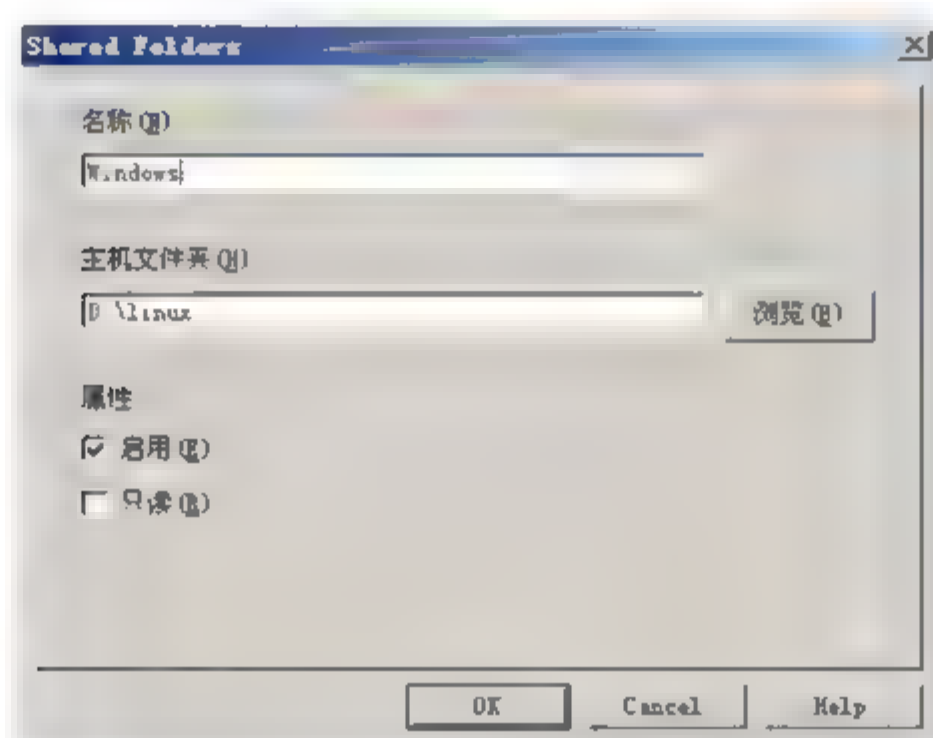 Shared Folders
名称(N)
Windows
主机文件夹(H)
D \linux
浏览(B)
属性
启用(E)
只读(R)
OK
Cancel
Help